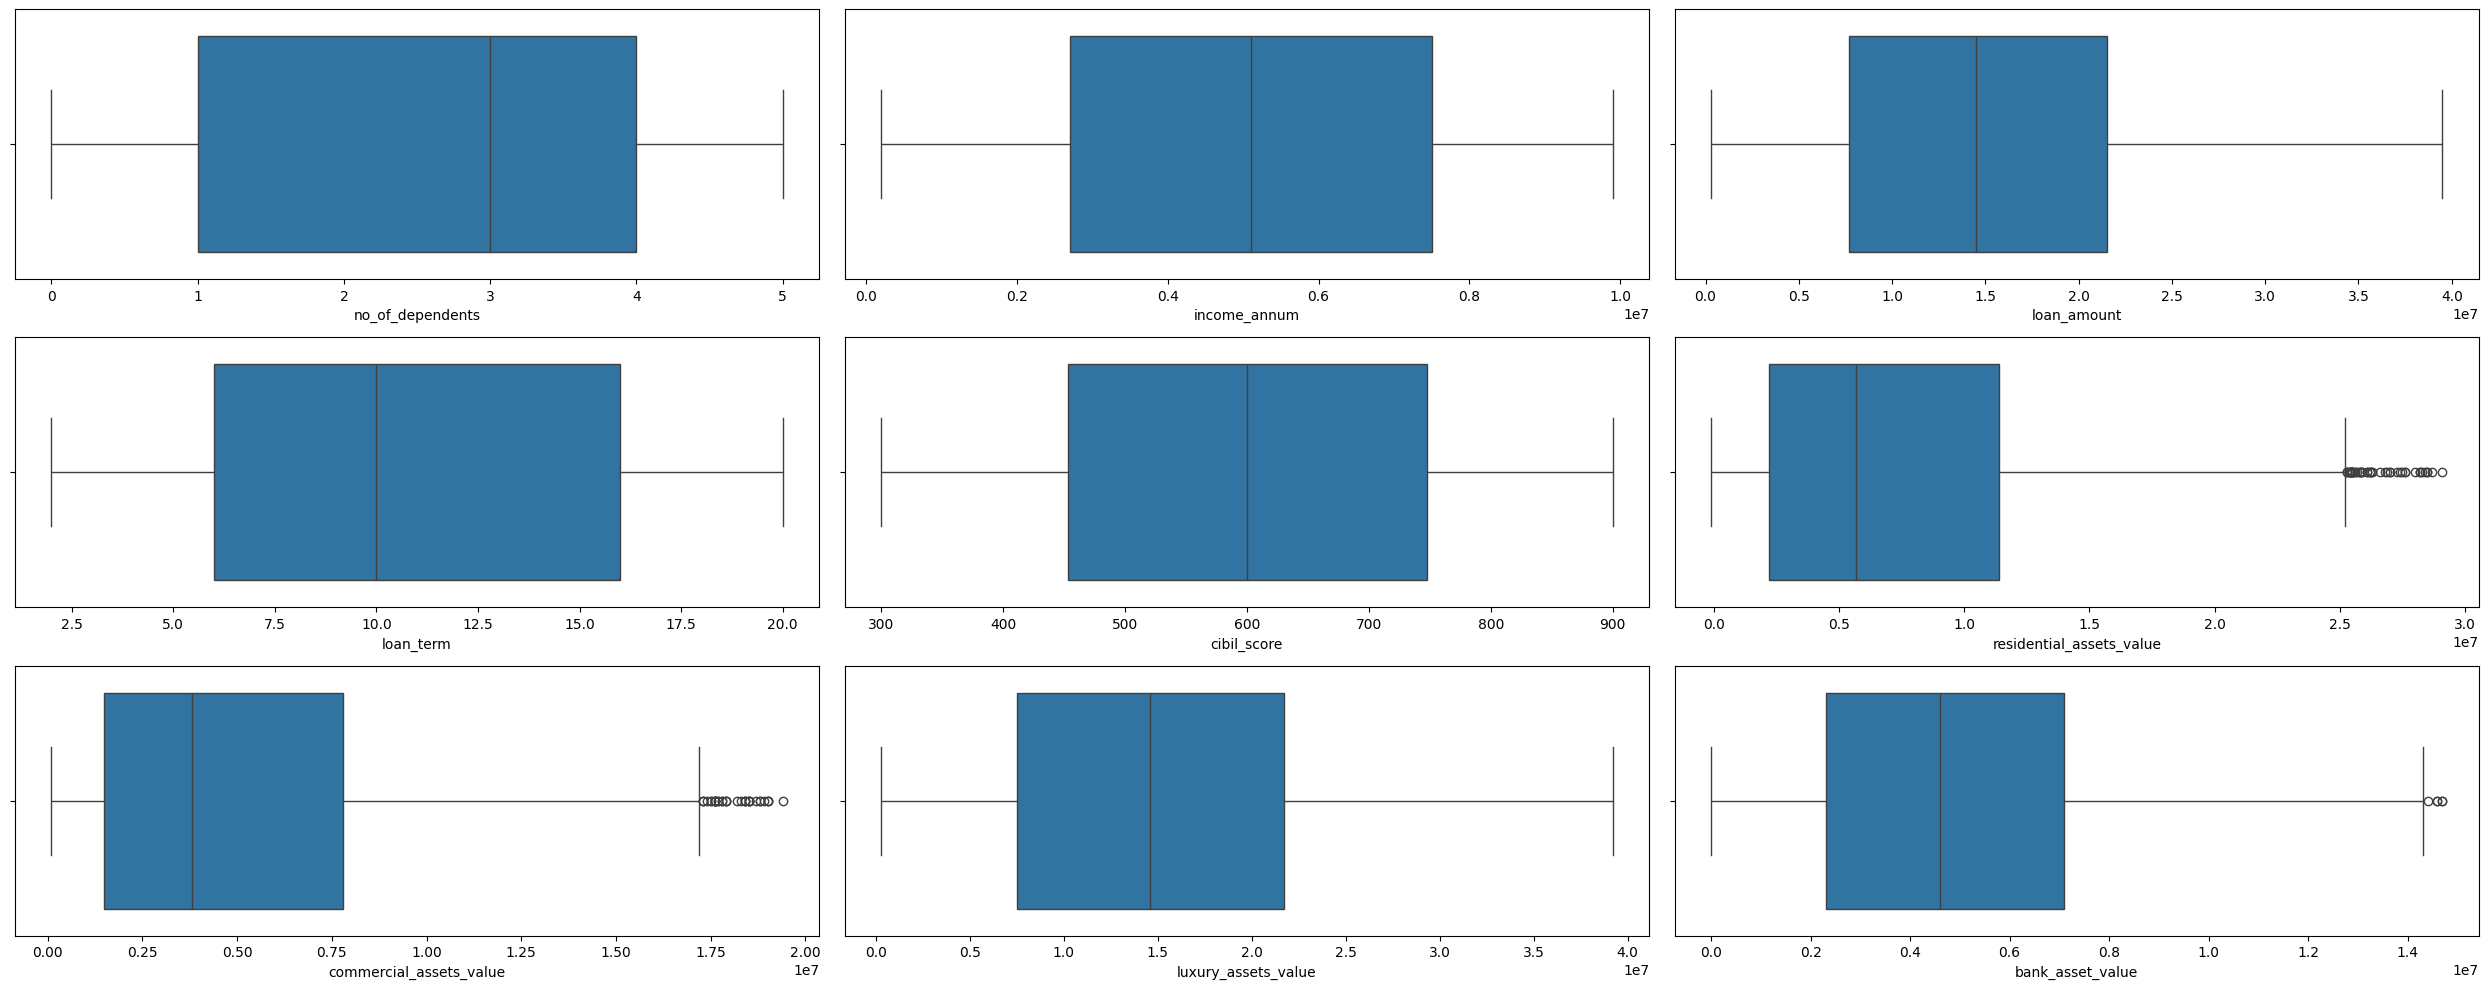 0 1 2 3 4 5
no_of_dependents
0.0 0.2 0.4 0.6 0.8 1.0
1e7
income_annum
0.0 0.5 1.0 1.5 2.0 2.5 3.0 3.5 4.0
1e7
loan_amount
2.5 5.0 7.5 10.0 12.5 15.0 17.5 20.0
loan_term
300 400 500 600 700 800 900
cibil_score
0.0 0.5 1.0 1.5 2.0 2.5 3.0
1e7
residential_assets_value
0.00 0.25 0.50 0.75 1.00 1.25 1.50 1.75 2.00
1e7
commercial_assets_value
0.0 0.5 1.0 1.5 2.0 2.5 3.0 3.5 4.0
1e7
luxury_assets_value
0.0 0.2 0.4 0.6 0.8 1.0 1.2 1.4
1e7
bank_asset_value